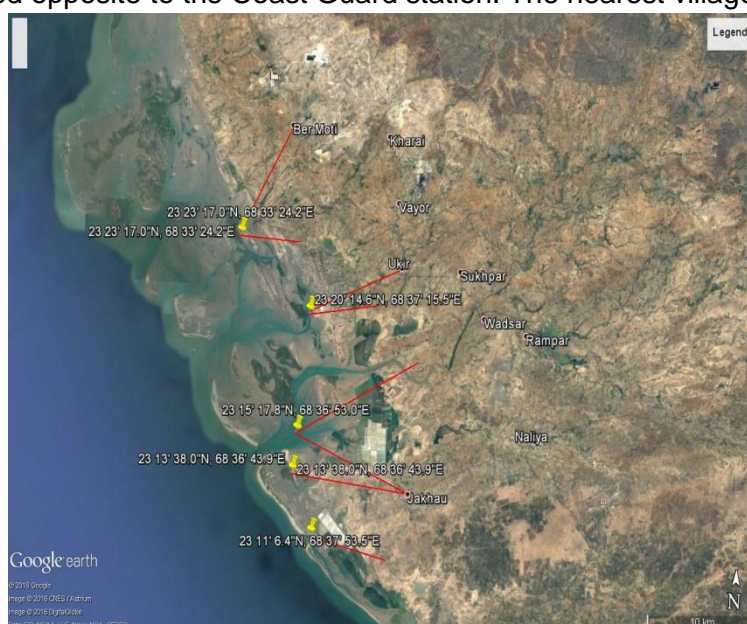 ed opposite to the Coast Guard station. The nearest village
Legend
Ber Moti
Kharai
Vayor
23 23' 17.0"N, 68 33' 24.2"E
23 23' 17.0"N, 68 33' 24.2"E
Ukir
Sukhpar
23 20' 14.6"N, 68 37' 15.5"E
Wadsar
Rampar
23 15' 17.8"N, 68 36' 53.0"E
Naliya
23 13' 38.0"N, 68 36' 43.9"E
23 13' 38.0"N, 68 36' 43.9"E
Jakhau
23 11' 6.4"N, 68 37' 53.5"E
Google earth
© 2016 Google
Image © 2016 CNES / Astrium
Image © 2016 DigitalGlobe
N
10 km